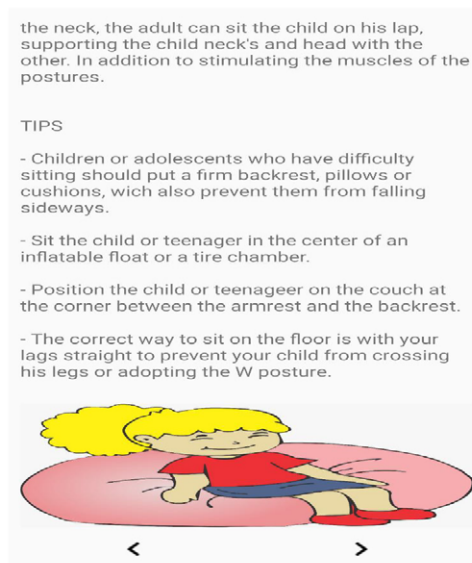 the neck, the adult can sit the child on his lap,
supporting the child neck's and head with the
other. In addition to stimulating the muscles of the
postures.
TIPS
- Children or adolescents who have difficulty
sitting should put a firm backrest, pillows or
cushions, wich also prevent them from falling
sideways.
- Sit the child or teenager in the center of an
inflatable float or a tire chamber.
- Position the child or teenageer on the couch at
the corner between the armrest and the backrest.
- The correct way to sit on the floor is with your
lags straight to prevent your child from crossing
his legs or adopting the W posture.